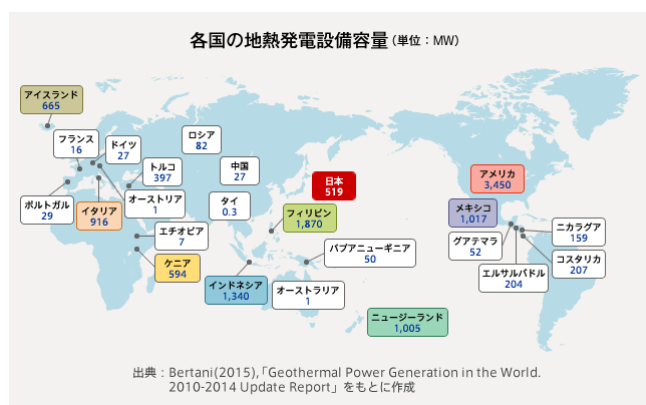 各国の地熱発電設備容量(単位：MW)
アイスランド
665
フランス
16
ドイツ
27
ロシア
82
トルコ
397
中国
27
日本
519
アメリカ
3,450
ポルトガル
29
イタリア
916
オーストリア
1
タイ
0.3
フィリピン
1,870
メキシコ
1,017
ニカラグア
159
エチオピア
7
パプアニューギニア
50
グアテマラ
52
コスタリカ
207
ケニア
594
インドネシア
1,340
オーストラリア
1
エルサルバドル
204
ニュージーランド
1,005
出典：Bertani(2015),「Geothermal Power Generation in the World.
2010-2014 Update Report」をもとに作成